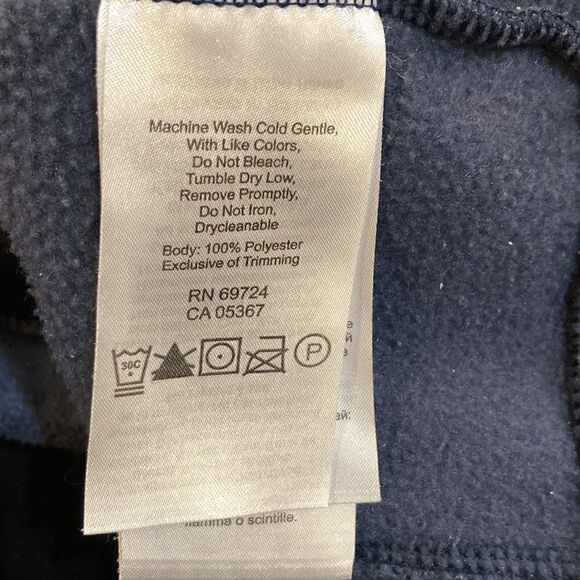 Machine Wash Cold Gentle,
With Like Colors,
Do Not Bleach,
Tumble Dry Low,
Remove Promptly,
Do Not Iron,
Drycleanable
Body: 100% Polyester
Exclusive of Trimming
RN 69724
CA 05367
30C
P
ей:
fiamma o scintille.